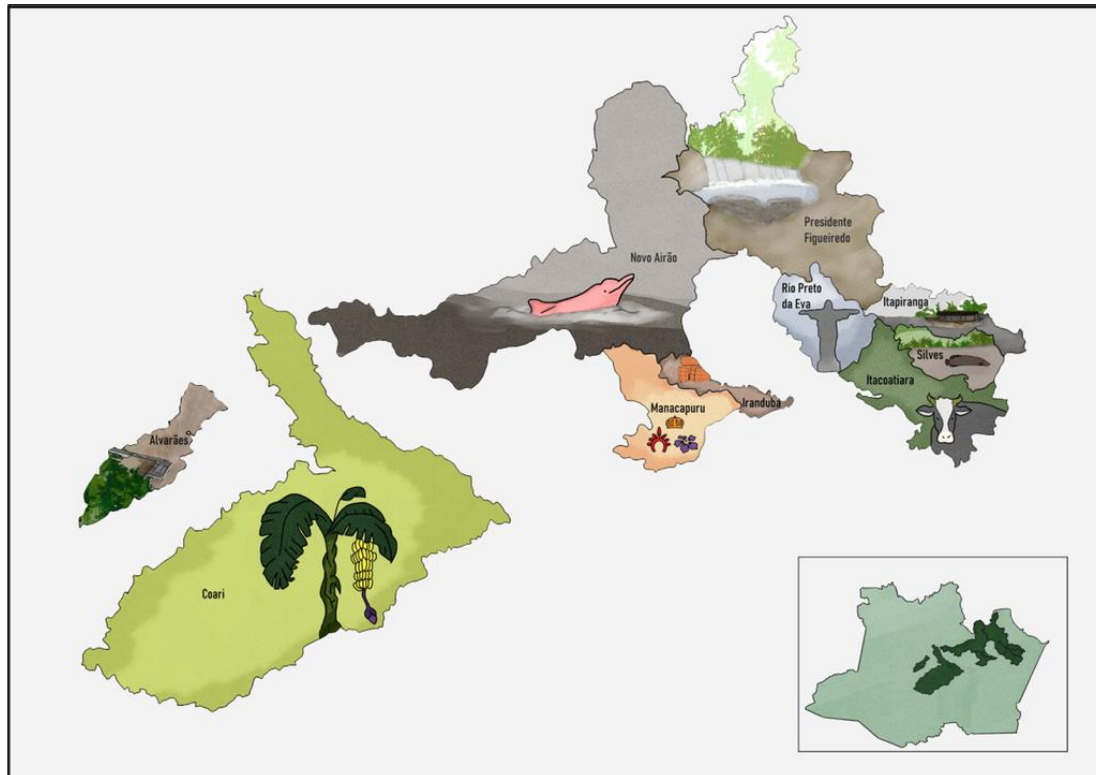 Presidente
Figueiredo
Novo Airão
Rio Preto
da Eva
Itapiranga
Silves
Itacoatiara
Manacapuru
Iranduba
Alvarães
Coari